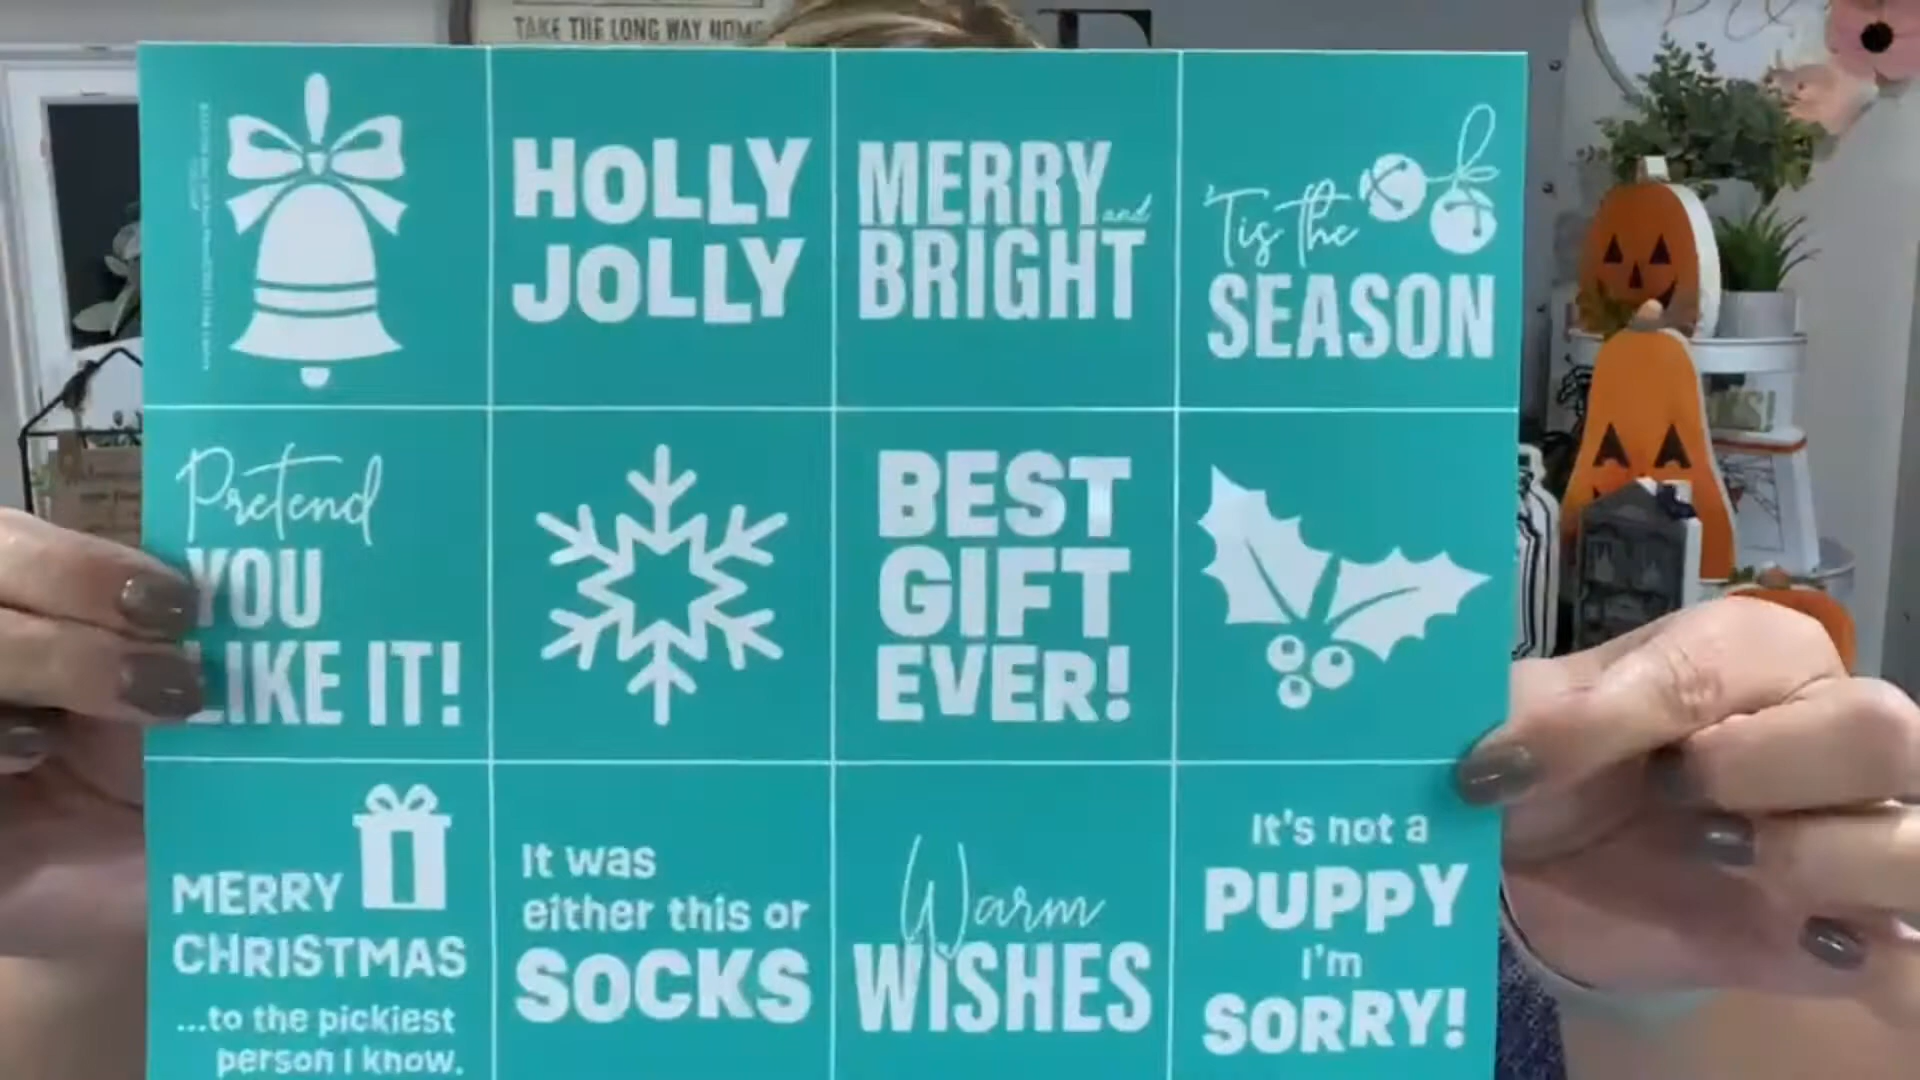 TAKE THE LONG WAY HOME
HOLLY
JOLLY
MERRY
and
BRIGHT
'Tis the
SEASON
Pretend
YOU
LIKE IT!
BEST
GIFT
EVER!
MERRY
CHRISTMAS
...to the pickiest
person I know.
It was
either this or
SOCKS
Warm
WISHES
It's not a
PUPPY
I'm
SORRY!